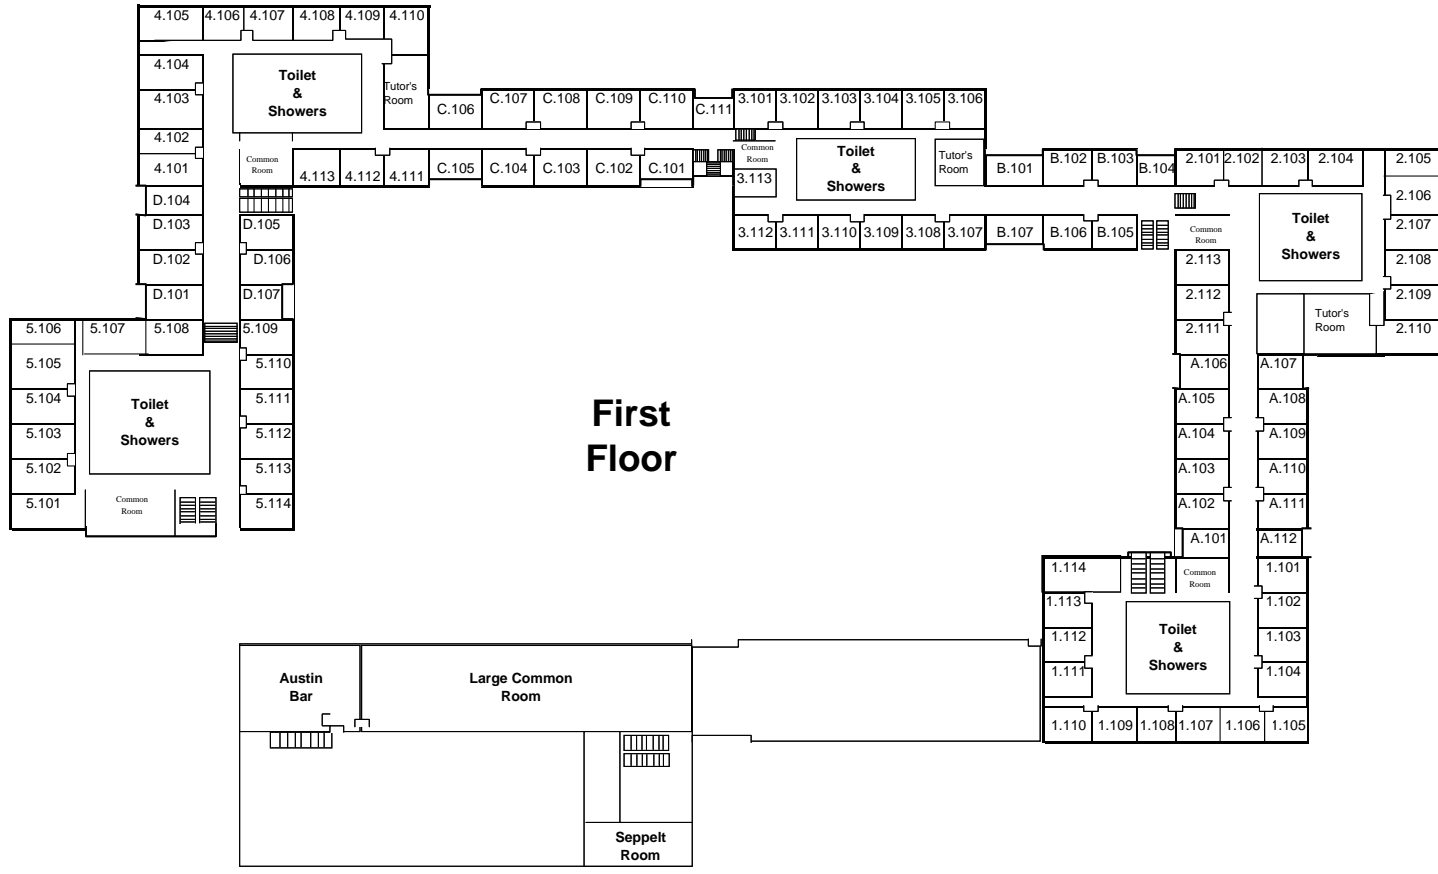 4.105
4.106
4.107
4.108
4.109
4.110
4.104
4.103
4.102
4.101
Toilet
&
Showers
Tutor's
Room
Common
Room
4.113
4.112
4.111
C.106
C.107
C.108
C.109
C.110
C.111
C.105
C.104
C.103
C.102
C.101
3.101
3.102
3.103
3.104
3.105
3.106
Common
Room
3.113
Toilet
&
Showers
Tutor's
Room
3.112
3.111
3.110
3.109
3.108
3.107
B.101
B.102
B.103
B.104
B.107
B.106
B.105
2.101
2.102
2.103
2.104
2.105
2.106
2.107
2.108
2.109
2.110
Toilet
&
Showers
Common
Room
Tutor's
Room
2.113
2.112
2.111
D.104
D.103
D.102
D.101
D.105
D.106
D.107
5.106
5.107
5.108
5.109
5.105
5.104
5.103
5.102
5.101
Toilet
&
Showers
Common
Room
5.110
5.111
5.112
5.113
5.114
First
Floor
A.106
A.105
A.104
A.103
A.102
A.101
A.107
A.108
A.109
A.110
A.111
A.112
1.114
Common
Room
1.101
1.113
1.102
1.112
1.103
1.111
1.104
Toilet
&
Showers
1.110
1.109
1.108
1.107
1.106
1.105
Austin
Bar
Large Common
Room
Seppelt
Room